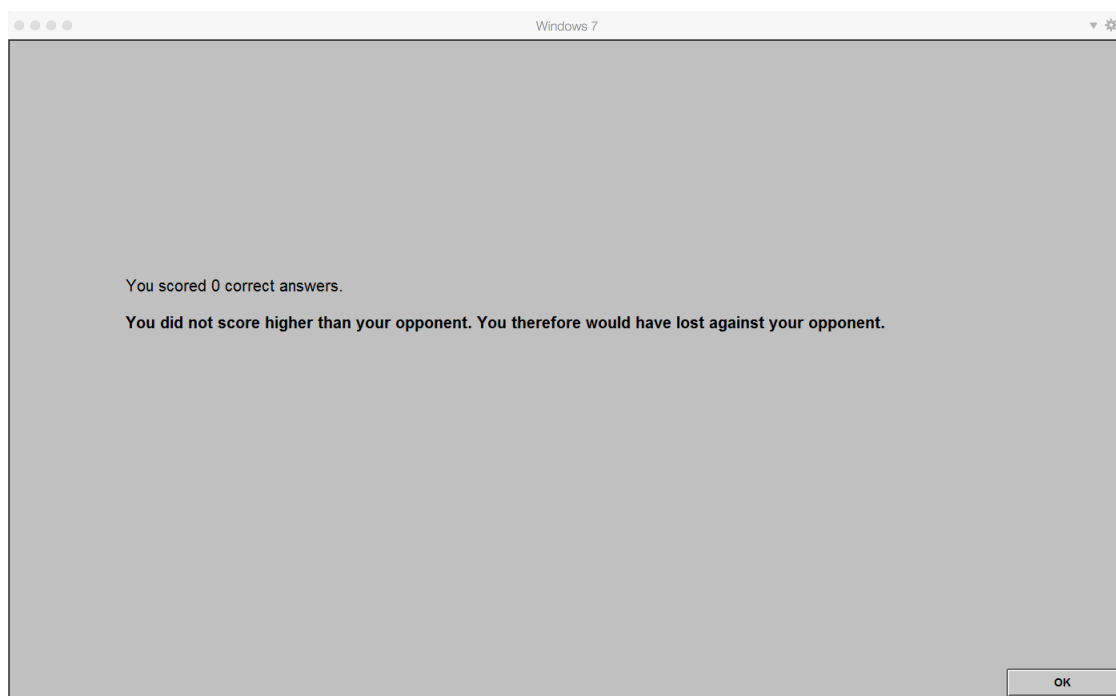 Windows 7
You scored 0 correct answers.
You did not score higher than your opponent. You therefore would have lost against your opponent.
OK